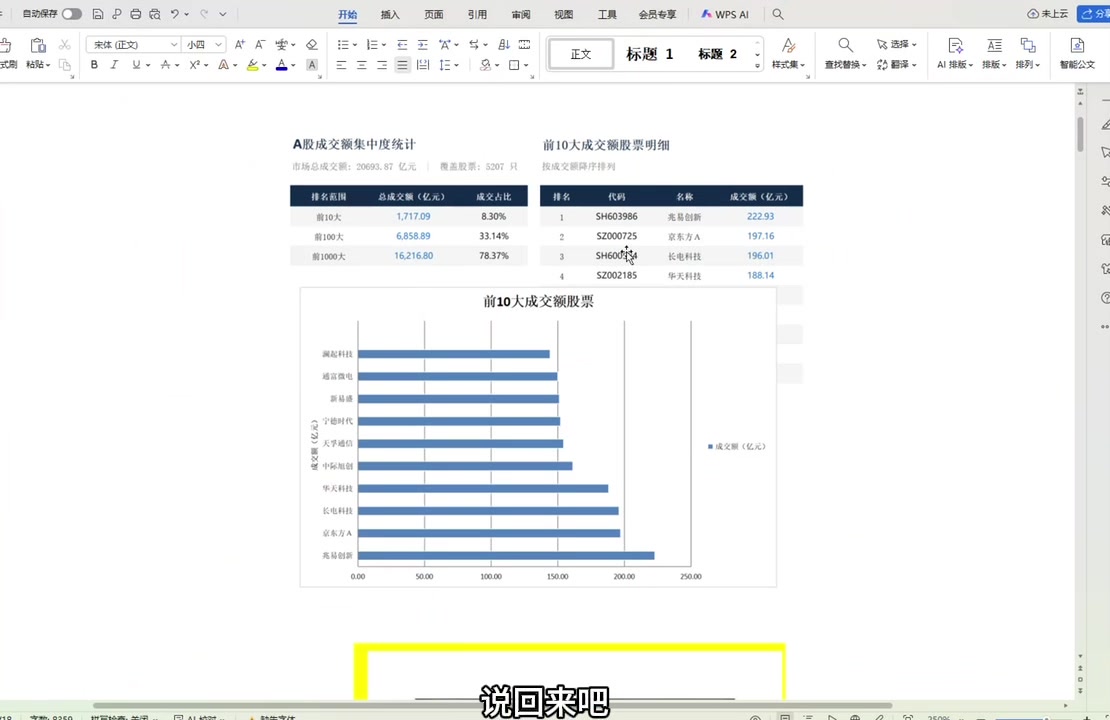 自动保存 开始 插入 页面 引用 审阅 视图 工具 会员专享 WPS AI 未上云 分享
式刷 粘贴 宋体 (正文) 小四 正文 标题 1 标题 2 样式集 查找替换 选择 翻译 AI 排版 排版 排列 智能公文
A股成交额集中度统计
市场总成交额: 20693.87 亿元 | 覆盖股票: 5207 只
排名范围 总成交额(亿元) 成交占比
前10大 1,717.09 8.30%
前100大 6,858.89 33.14%
前1000大 16,216.80 78.37%
前10大成交额股票明细
按成交额降序排列
排名 代码 名称 成交额(亿元)
1 SH603986 兆易创新 222.93
2 SZ000725 京东方A 197.16
3 长电科技 196.01
4 SZ002185 华天科技 188.14
前10大成交额股票
澜起科技
通富微电
新易盛
宁德时代
天孚通信
中际旭创
华天科技
长电科技
京东方A
兆易创新
成交额(亿元)
0.00 50.00 100.00 150.00 200.00 250.00
成交额(亿元)
说回来吧